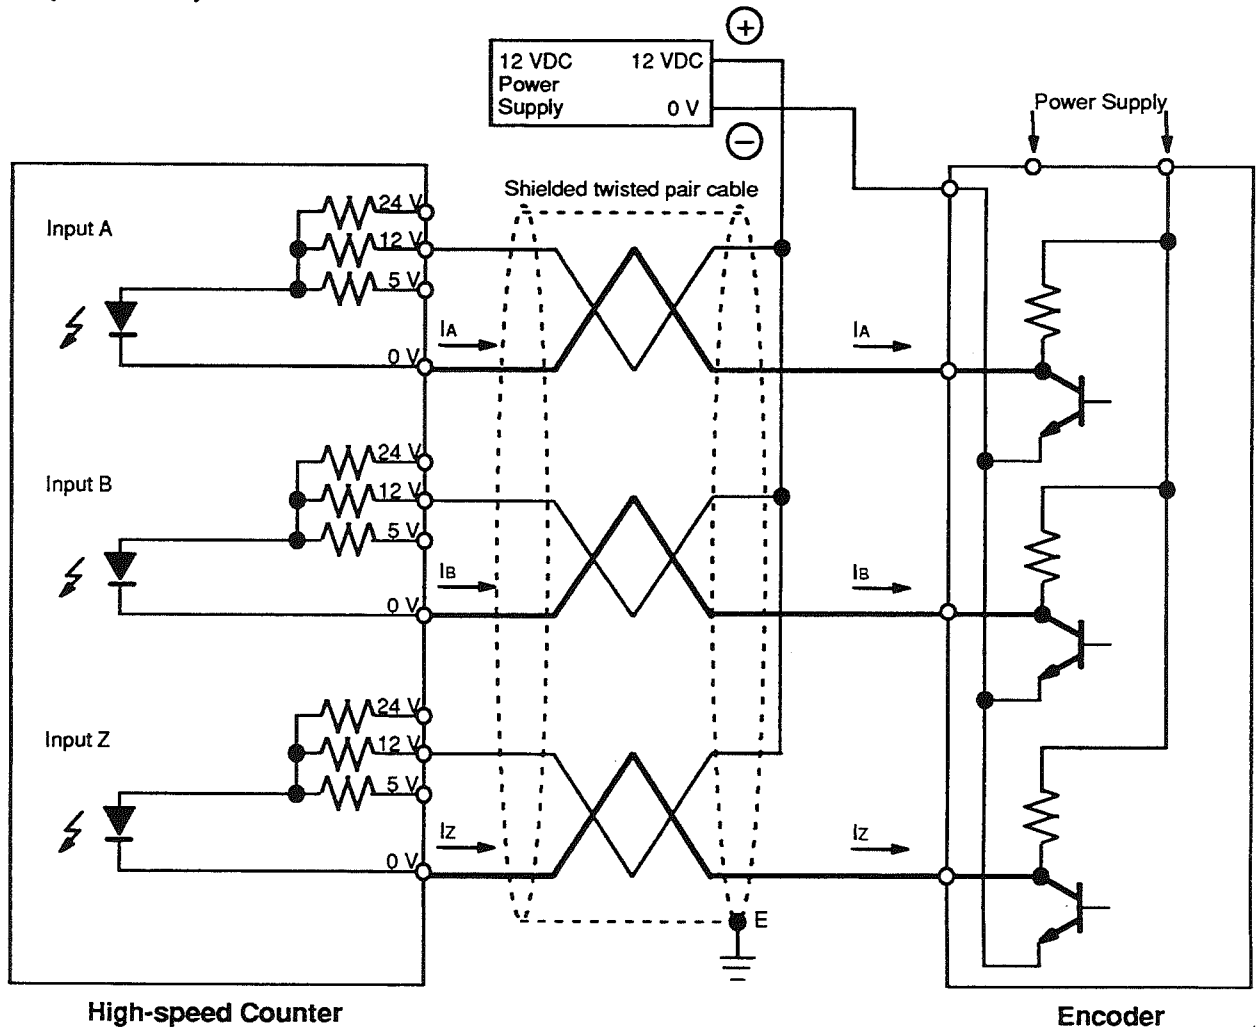 +
12 VDC 12 VDC
Power
Supply 0 V
−
Power Supply
Shielded twisted pair cable
Input A
24 V
12 V
5 V
0 V
IA
IA
Input B
24 V
12 V
5 V
0 V
IB
IB
Input Z
24 V
12 V
5 V
0 V
IZ
IZ
E
High-speed Counter
Encoder